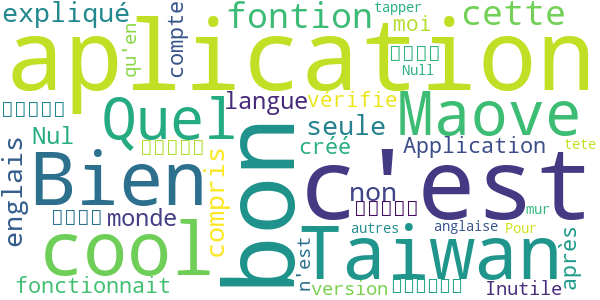 expliqué
qu'en
compte
fontion
tapper
moi
cette
Null
aplication
Quel
langue
vérifie
Maove
seule
créé
Application
tete
Nul
englais
Bien
compris
bon
c'est
non
monde
cool
Taiwan
autres
anglaise
mur
Pour
après
fonctionnait
n'est
version
Inutile